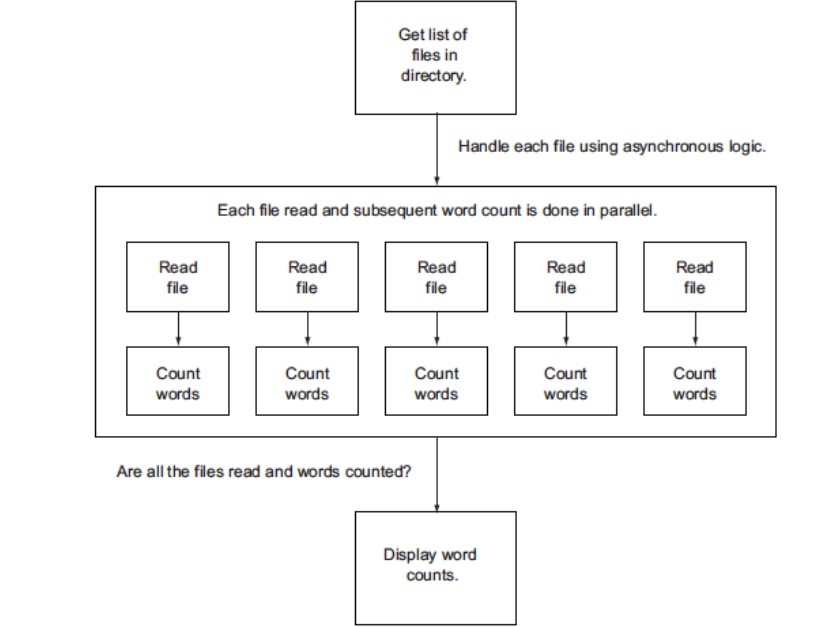 Get list of
files in
directory.
Handle each file using asynchronous logic.
Each file read and subsequent word count is done in parallel.
Read
file
Read
file
Read
file
Read
file
Read
file
Count
words
Count
words
Count
words
Count
words
Count
words
Are all the files read and words counted?
Display word
counts.